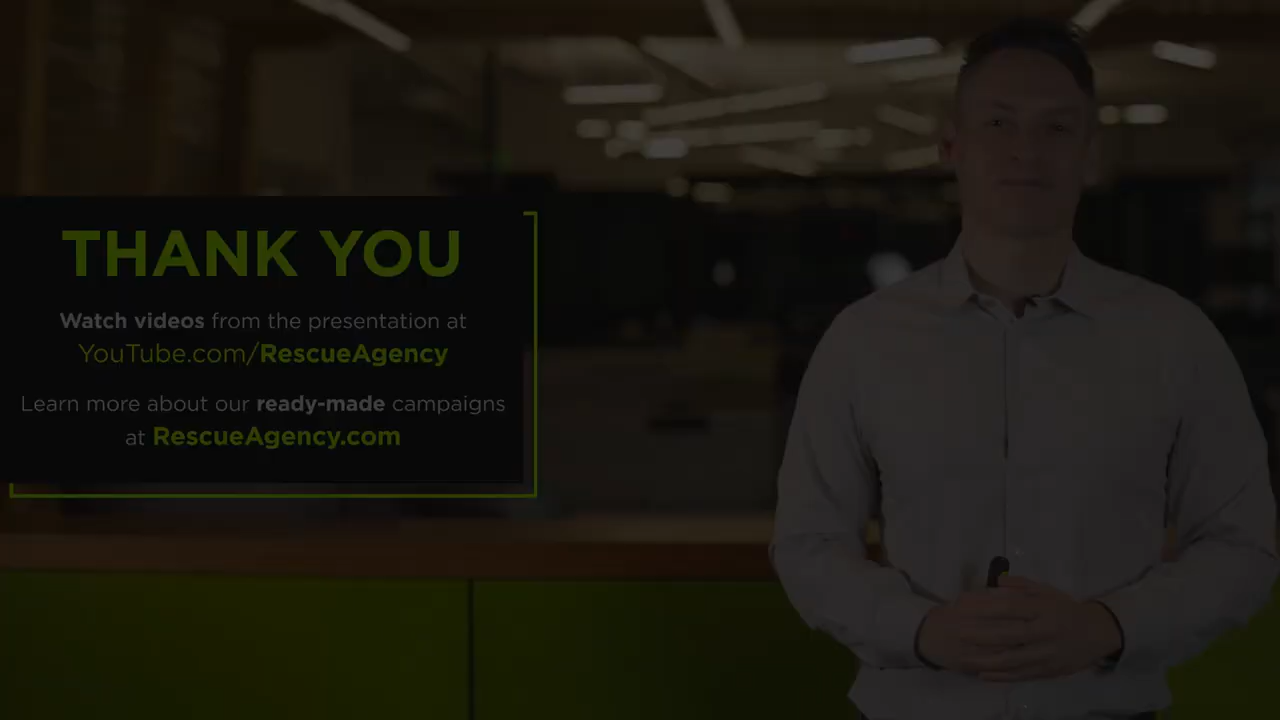 THANK YOU
Watch videos from the presentation at
YouTube.com/RescueAgency
Learn more about our ready-made campaigns
at RescueAgency.com